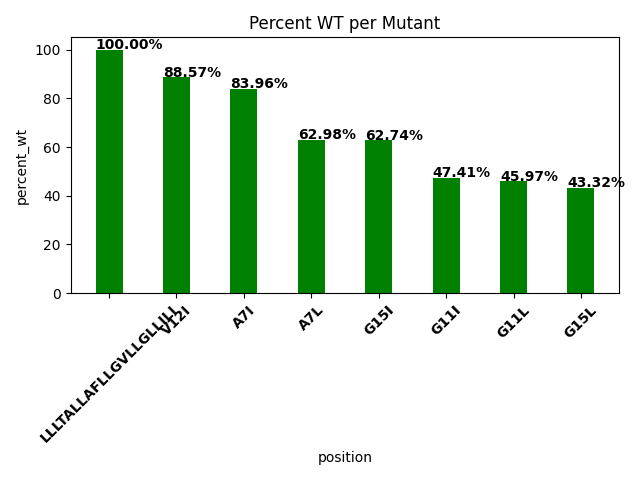 Percent WT per Mutant
percent_wt
100
80
60
40
20
0
100.00%
88.57%
83.96%
62.98%
62.74%
47.41%
45.97%
43.32%
V12I
A7I
A7L
G15I
G11I
G11L
G15L
position